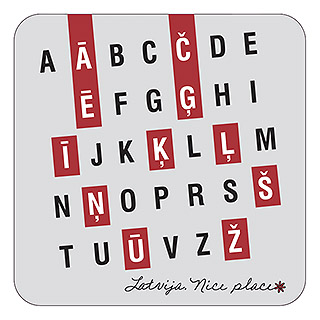 A Ā B C Č D E
Ē F G Ģ H I
Ī J K Ķ L Ļ M
N Ņ O P R S Š
T U Ū V Z Ž
Latvija. Nice place*